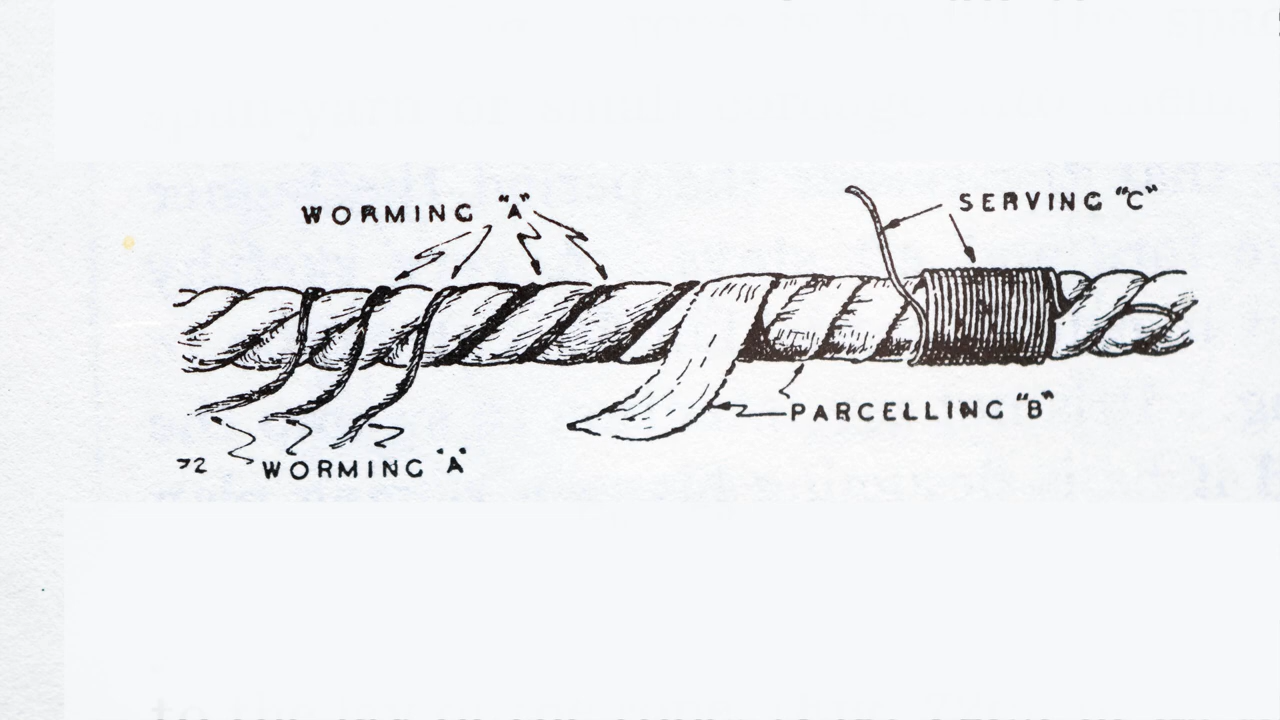 WORMING "A"
SERVING "C"
PARCELLING "B"
72 WORMING "A"